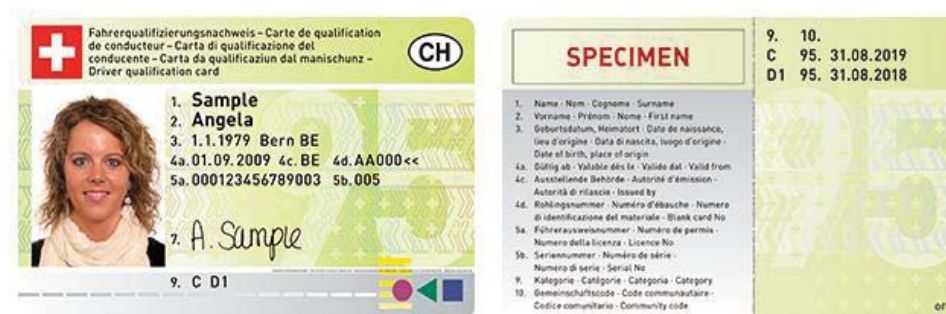 Fahrerqualifizierungsnachweis – Carte de qualification
de conducteur – Carta di qualificazione del
conducente – Carta da qualificaziun dal manischunz –
Driver qualification card
CH
1. Sample
2. Angela
3. 1.1.1979 Bern BE
4a. 01.09.2009 4c. BE 4d. AA000<<
5a. 000123456789003 5b. 005
7. A. Sample
9. C D1
SPECIMEN
1. Name · Nom · Cognome · Surname
2. Vorname · Prénom · Nome · First name
3. Geburtsdatum, Heimatort · Date de naissance,
lieu d'origine · Data di nascita, luogo d'origine ·
Date of birth, place of origin
4a. Gültig ab · Valable dès le · Valido dal · Valid from
4c. Ausstellende Behörde · Autorité d'émission ·
Autorità di rilascio · Issued by
4d. Rohlingsnummer · Numéro d'ébauche · Numero
di identificazione del materiale · Blank card No
5a. Führerausweisnummer · Numéro de permis ·
Numero della licenza · Licence No
5b. Seriennummer · Numéro de série ·
Numero di serie · Serial No
9. Kategorie · Catégorie · Categoria · Category
10. Gemeinschaftscode · Code communautaire ·
Codice comunitario · Community code
9. 10.
C 95. 31.08.2019
D1 95. 31.08.2018